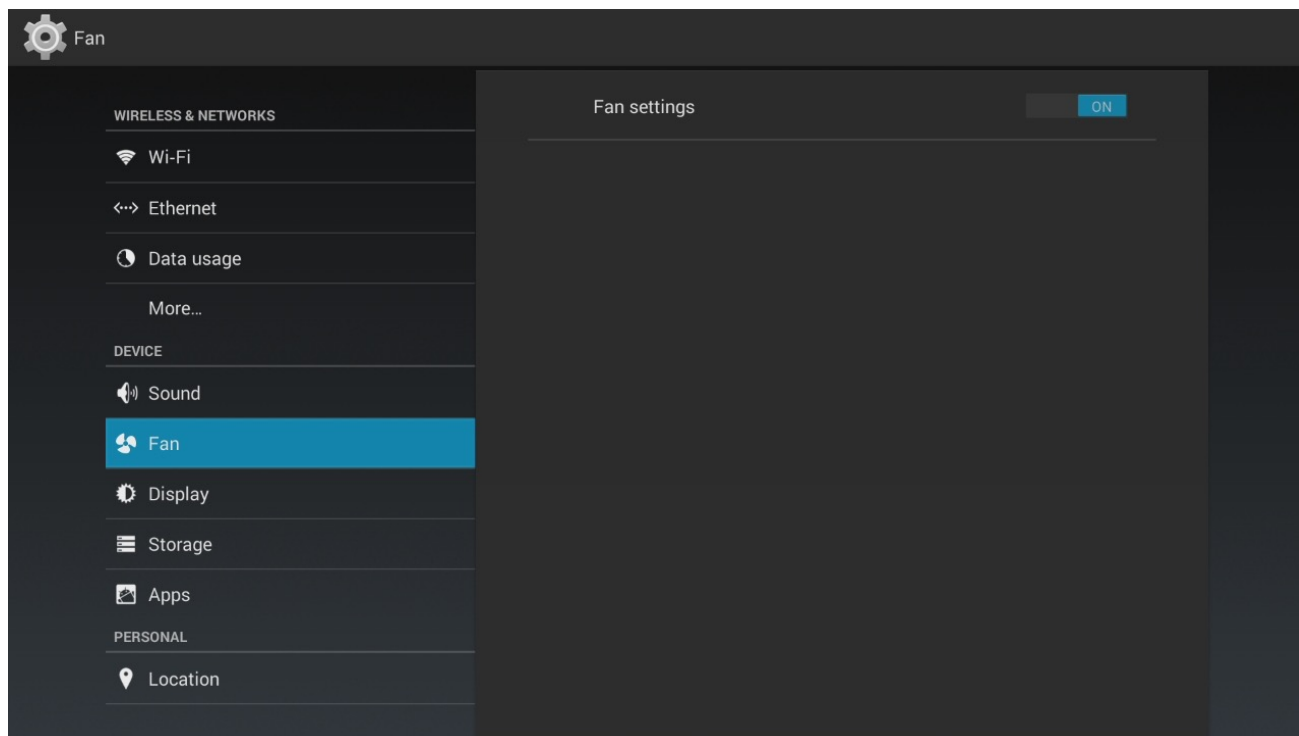 Fan
WIRELESS & NETWORKS
Wi-Fi
Ethernet
Data usage
More…
DEVICE
Sound
Fan
Display
Storage
Apps
PERSONAL
Location
Fan settings
ON